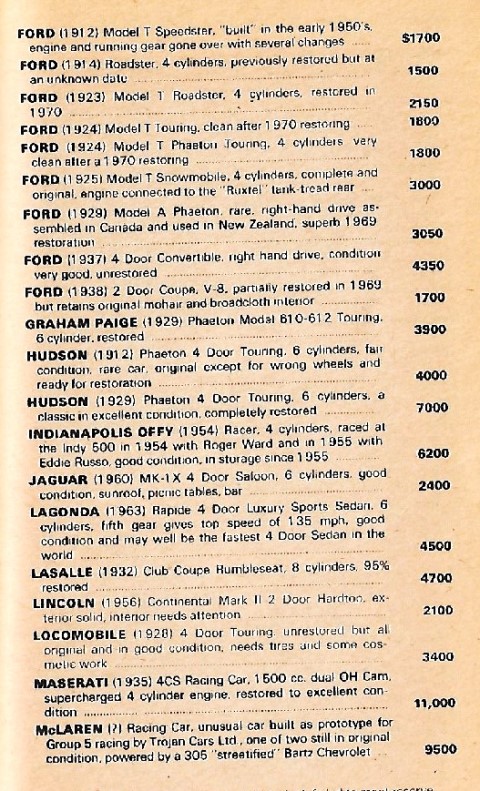 FORD (1912) Model T Speedster, "built" in the early 1950's,
engine and running gear gone over with several changes ..... $1700
FORD (1914) Roadster, 4 cylinders, previously restored but at
an unknown date ..... 1500
FORD (1923) Model T Roadster, 4 cylinders, restored in
1970 ..... 2150
FORD (1924) Model T Touring, clean after 1970 restoring ..... 1800
FORD (1924) Model T Phaeton Touring, 4 cylinders very
clean after a 1970 restoring ..... 1800
FORD (1925) Model T Snowmobile, 4 cylinders, complete and
original, engine connected to the "Ruxtel" tank-tread rear .... 3000
FORD (1929) Model A Phaeton, rare, right-hand drive as-
sembled in Canada and used in New Zealand, superb 1969
restoration ..... 3050
FORD (1937) 4 Door Convertible, right hand drive, condition
very good, unrestored ..... 4350
FORD (1938) 2 Door Coupe, V-8, partially restored in 1969
but retains original mohair and broadcloth interior ..... 1700
GRAHAM PAIGE (1929) Phaeton Modal 610-612 Touring,
6 cylinder, restored ..... 3900
HUDSON (1912) Phaeton 4 Door Touring, 6 cylinders, fair
condition, rare car, original except for wrong wheels and
ready for restoration ..... 4000
HUDSON (1929) Phaeton 4 Door Touring, 6 cylinders, a
classic in excellent condition, completely restored ..... 7000
INDIANAPOLIS OFFY (1954) Racer, 4 cylinders, raced at
the Indy 500 in 1954 with Roger Ward and in 1955 with
Eddie Russo, good condition, in storage since 1955 ..... 6200
JAGUAR (1960) MK-1X 4 Door Saloon, 6 cylinders, good
condition, sunroof, picnic tables, bar ..... 2400
LAGONDA (1963) Rapide 4 Door Luxury Sports Sedan, 6
cylinders, fifth gear gives top speed of 135 mph, good
condition and may well be the fastest 4 Door Sedan in the
world ..... 4500
LASALLE (1932) Club Coupe Rumbleseat, 8 cylinders, 95%
restored ..... 4700
LINCOLN (1956) Continental Mark II 2 Door Hardtop, ex-
terior solid, interior needs attention ..... 2100
LOCOMOBILE (1928) 4 Door Touring, unrestored but all
original and in good condition, needs tires and some cos-
metic work ..... 3400
MASERATI (1935) 4CS Racing Car, 1500 cc, dual OH Cam,
supercharged 4 cylinder engine, restored to excellent con-
dition ..... 11,000
McLAREN (?) Racing Car, unusual car built as prototype for
Group 5 racing by Trojan Cars Ltd., one of two still in original
condition, powered by a 305 "streetified" Bartz Chevrolet ... 9500